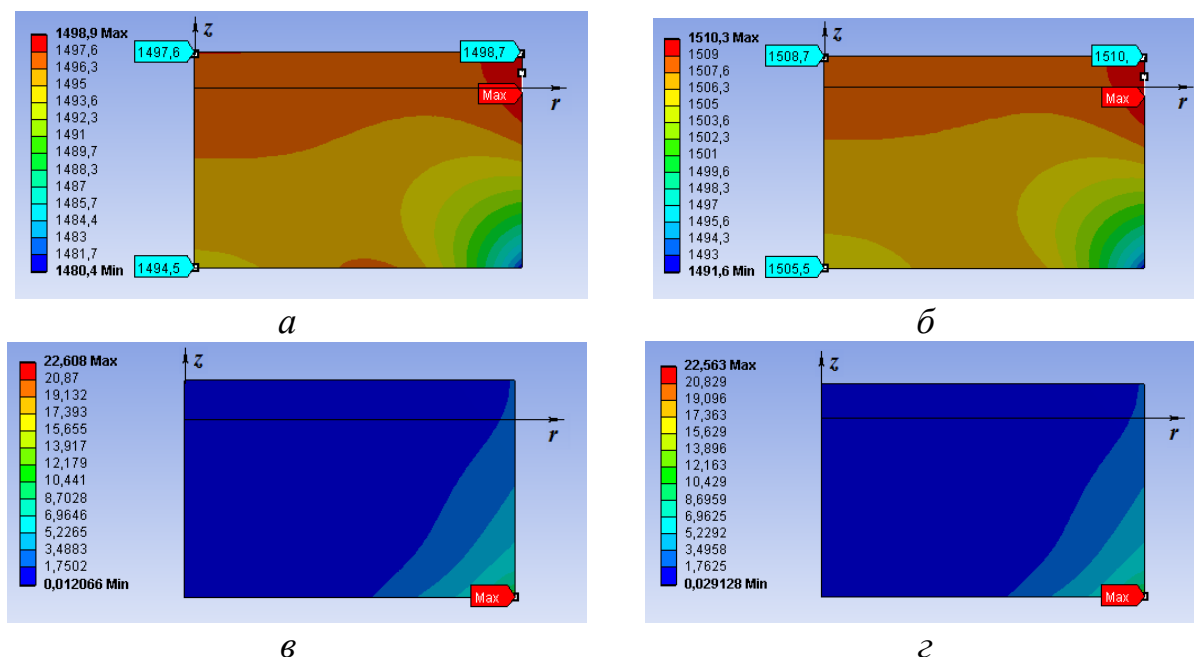 1498,9 Max
1497,6
1496,3
1495
1493,6
1492,3
1491
1489,7
1488,3
1487
1485,7
1484,4
1483
1481,7
1480,4 Min
z
1497,6
1498,7
Max
r
1494,5
а
1510,3 Max
1509
1507,6
1506,3
1505
1503,6
1502,3
1501
1499,6
1498,3
1497
1495,6
1494,3
1493
1491,6 Min
z
1508,7
1510,
Max
r
1505,5
б
22,608 Max
20,87
19,132
17,393
15,655
13,917
12,179
10,441
8,7028
6,9646
5,2265
3,4883
1,7502
0,012066 Min
z
r
Max
в
22,563 Max
20,829
19,096
17,363
15,629
13,896
12,163
10,429
8,6959
6,9625
5,2292
3,4958
1,7625
0,029128 Min
z
r
Max
г